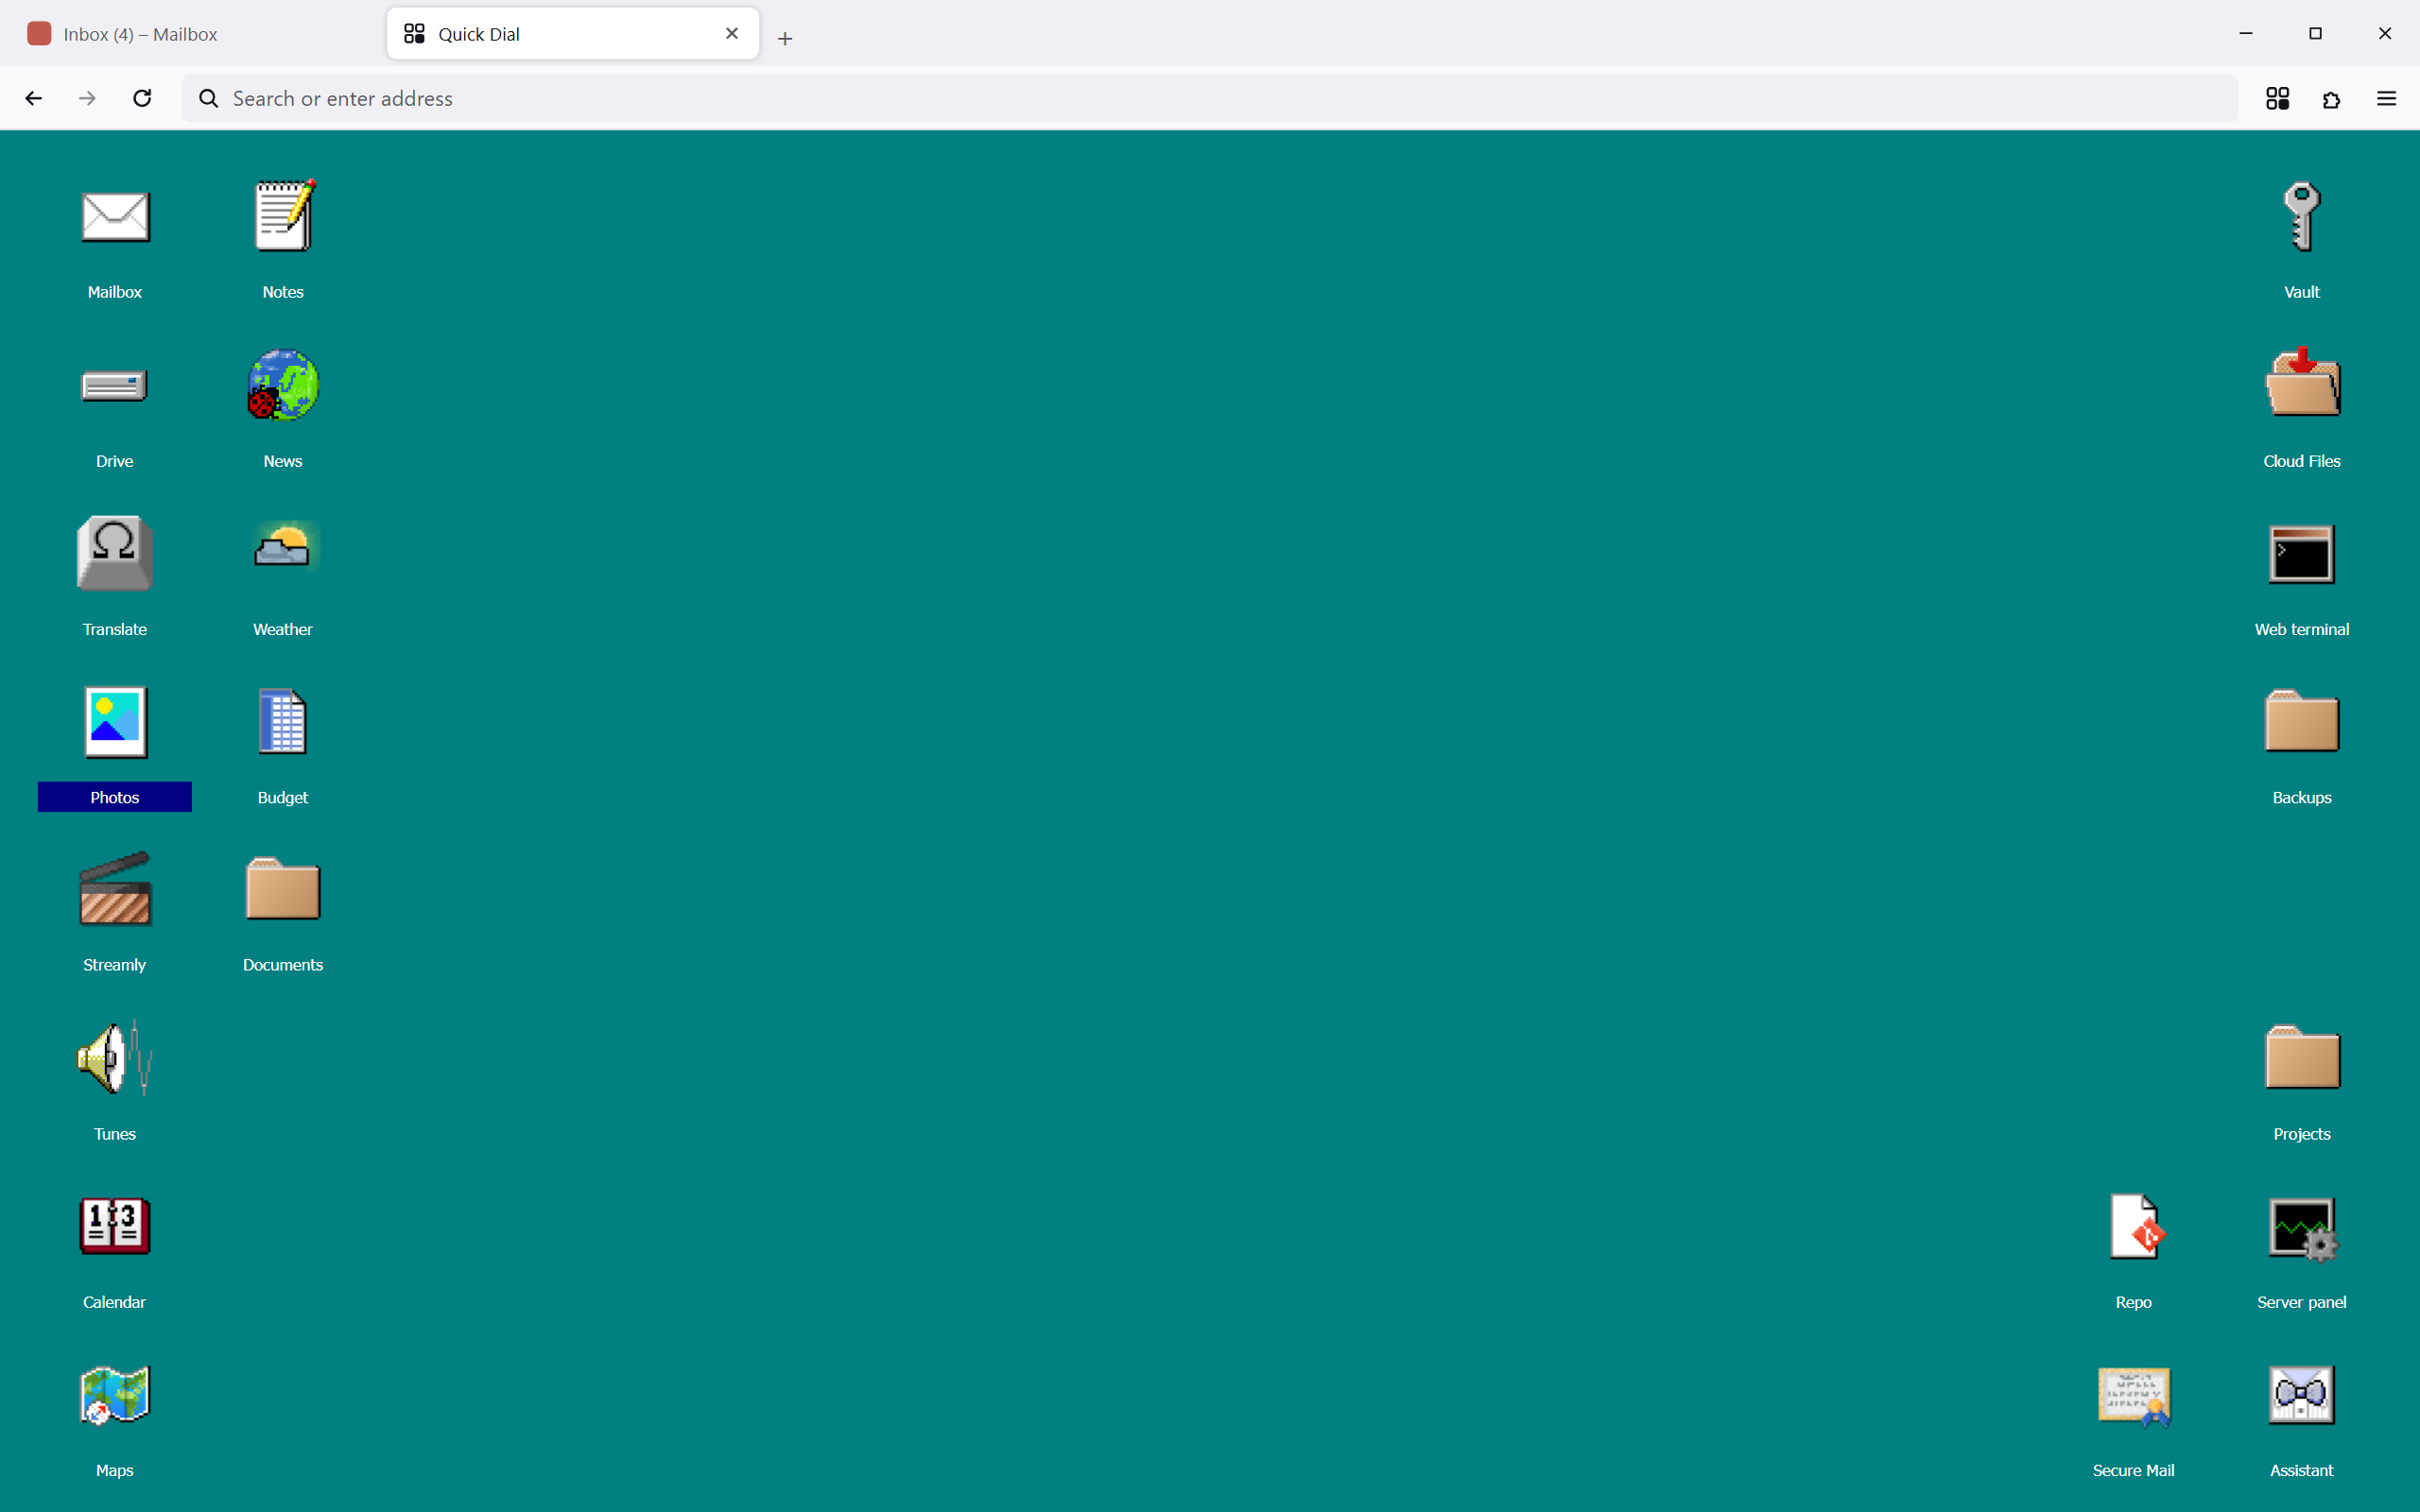 Inbox (4) – Mailbox
Quick Dial
Search or enter address
Mailbox
Notes
Vault
Drive
News
Cloud Files
Translate
Weather
Web terminal
Photos
Budget
Backups
Streamly
Documents
Tunes
Projects
Calendar
Repo
Server panel
Maps
Secure Mail
Assistant